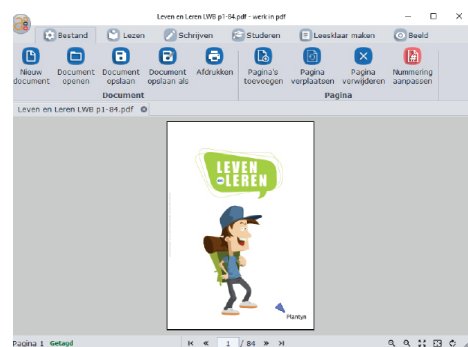 Leven en Leren LWB p1-84.pdf - werk in pdf
Bestand Lezen Schrijven Studeren Leesklaar maken Beeld
Nieuw document Document openen Document opslaan Document opslaan als Afdrukken Pagina's toevoegen Pagina verplaatsen Pagina verwijderen Nummering aanpassen
Document Pagina
Leven en Leren LWB p1-84.pdf
LEVEN
EN LEREN
Plantyn
Pagina 1 Getagd 1 / 84